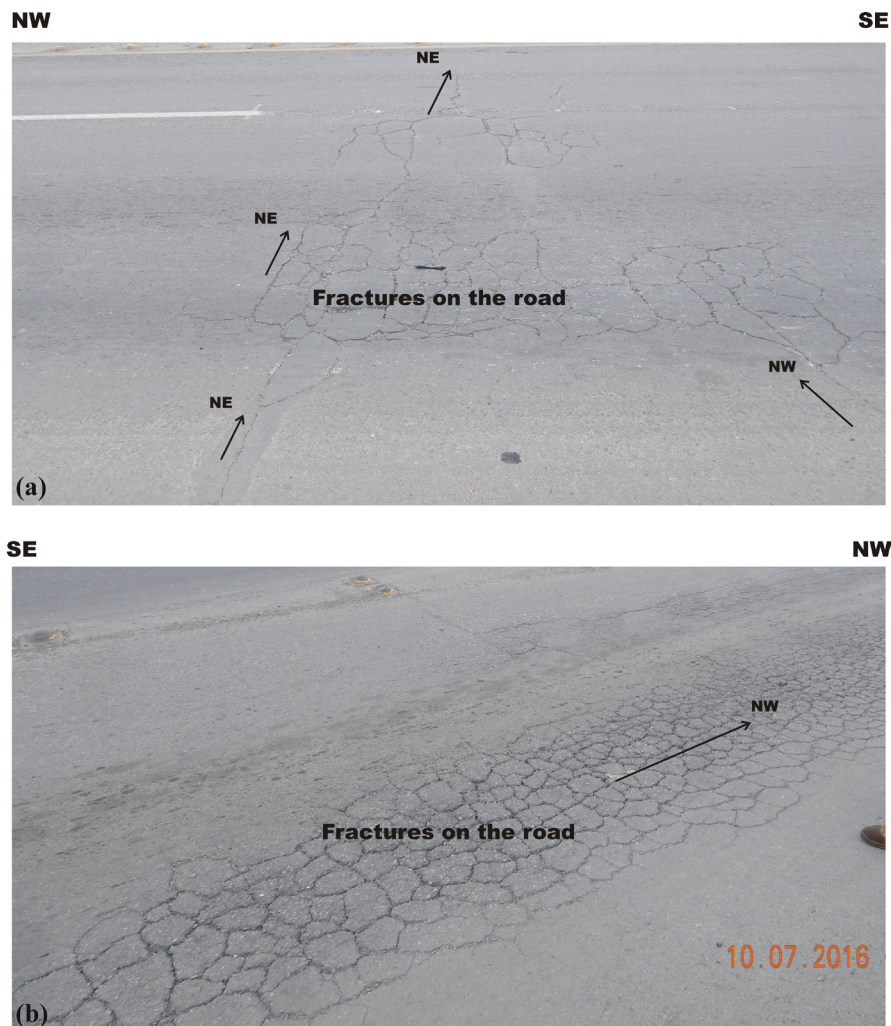 NW SE
NE
NE
Fractures on the road
NW
NE
(a)
SE NW
NW
Fractures on the road
10.07.2016
(b)